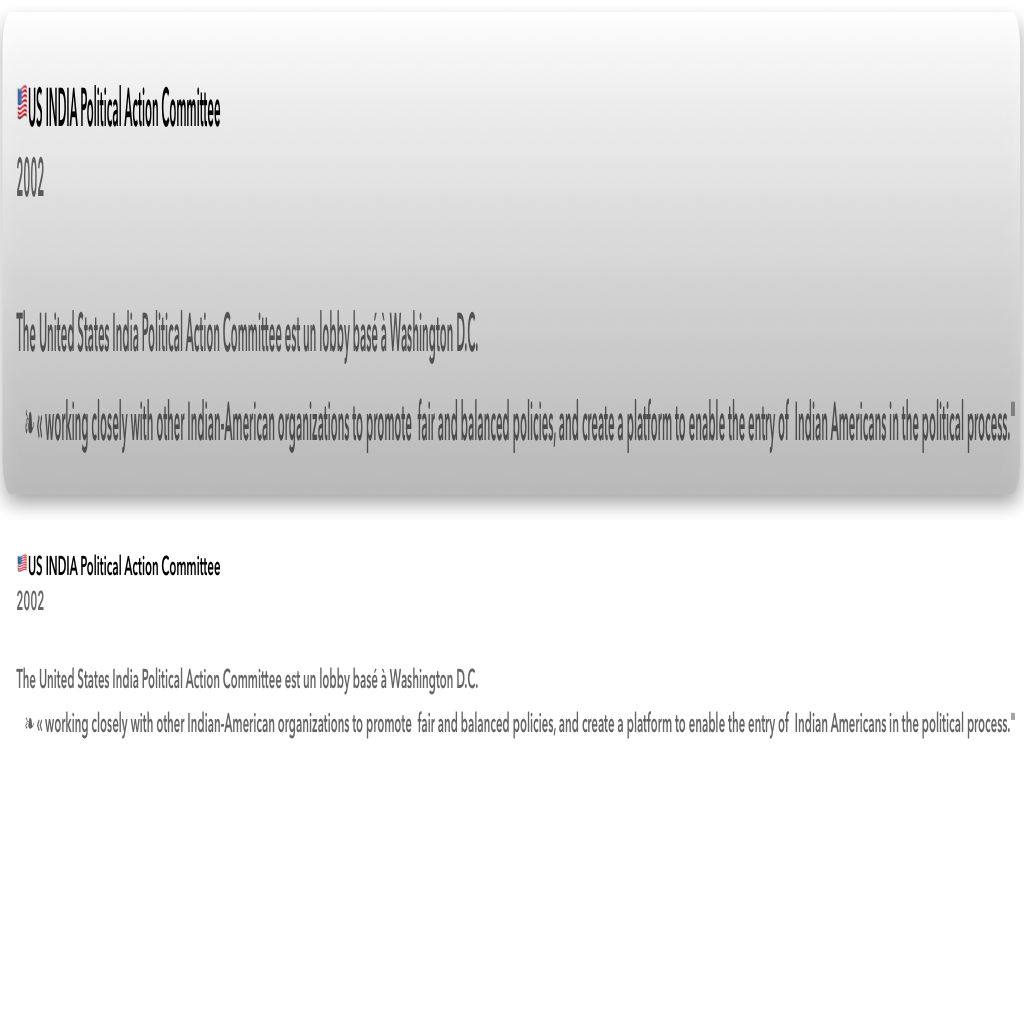 🇺🇸US INDIA Political Action Committee
2002
The United States India Political Action Committee est un lobby basé à Washington D.C.
❧ « working closely with other Indian-American organizations to promote  fair and balanced policies, and create a platform to enable the entry of  Indian Americans in the political process."
🇺🇸US INDIA Political Action Committee
2002
The United States India Political Action Committee est un lobby basé à Washington D.C.
❧ « working closely with other Indian-American organizations to promote  fair and balanced policies, and create a platform to enable the entry of  Indian Americans in the political process."